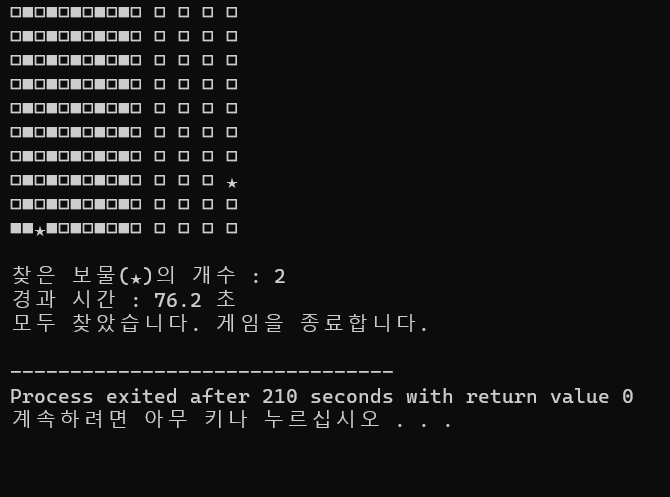 □■□■□■□■□■□ □ □ □ □
□■□■□■□■□■□ □ □ □ □
□■□■□■□■□■□ □ □ □ □
□■□■□■□■□■□ □ □ □ □
□■□■□■□■□■□ □ □ □ □
□■□■□■□■□■□ □ □ □ □
□■□■□■□■□■□ □ □ □ □
□■□■□■□■□■□ □ □ □ ★
□■□■□■□■□■□ □ □ □ □
■■★■□■□■□■□ □ □ □ □
찾은 보물(★)의 개수 : 2
경과 시간 : 76.2 초
모두 찾았습니다. 게임을 종료합니다.
--------------------------------
Process exited after 210 seconds with return value 0
계속하려면 아무 키나 누르십시오 . . .